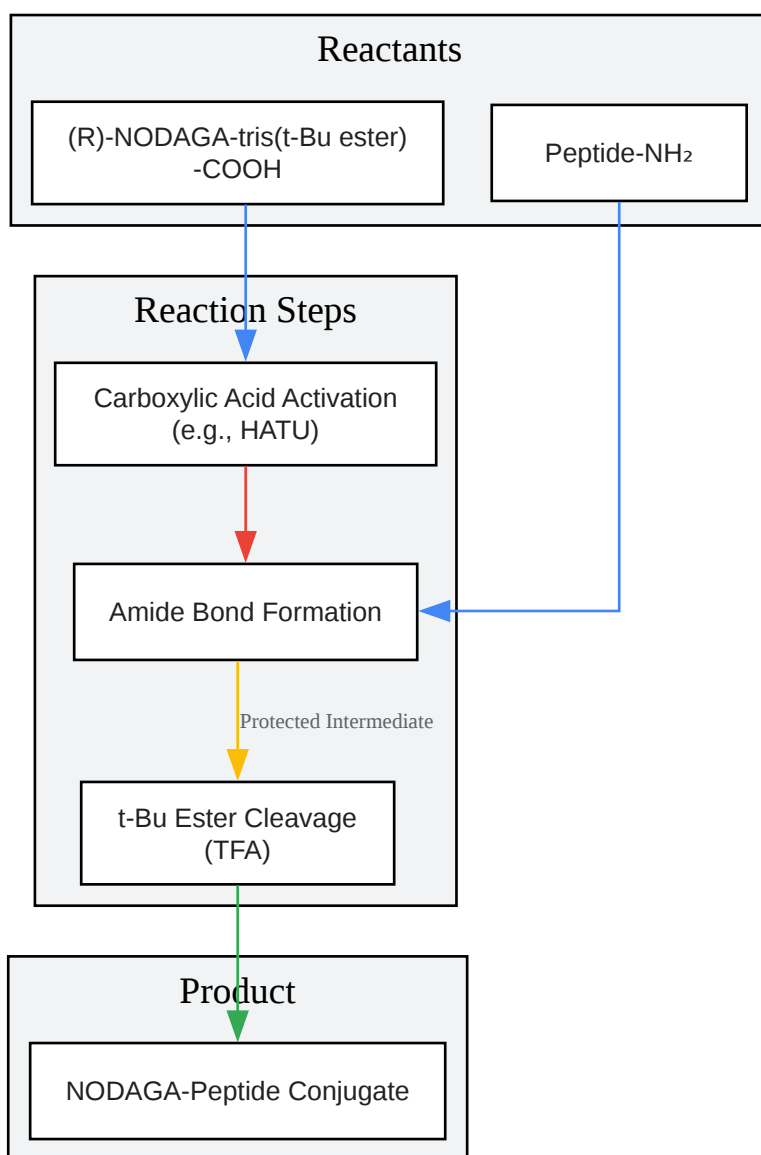 Reactants
(R)-NODAGA-tris(t-Bu ester)
-COOH
Peptide-NH₂
Reaction Steps
Carboxylic Acid Activation
(e.g., HATU)
Amide Bond Formation
Protected Intermediate
t-Bu Ester Cleavage
(TFA)
Product
NODAGA-Peptide Conjugate